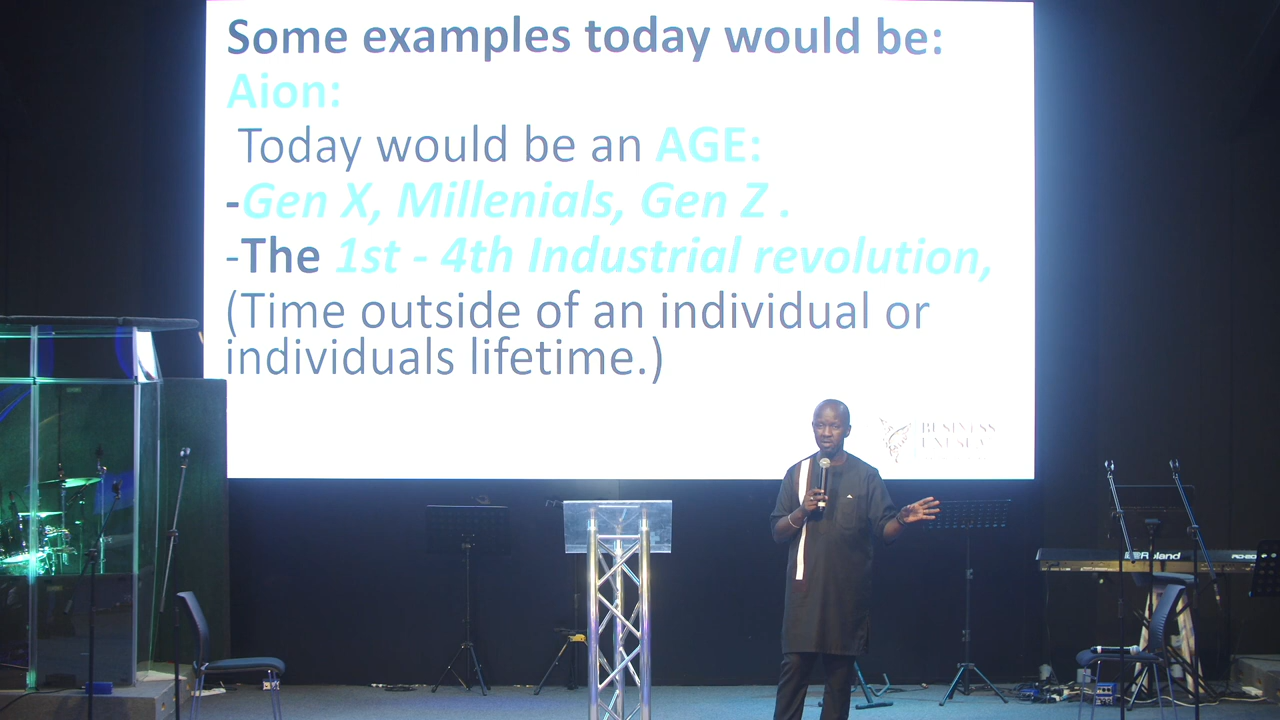 Some examples today would be:
Aion:
Today would be an AGE:
-Gen X, Millenials, Gen Z .
-The 1st - 4th Industrial revolution,
(Time outside of an individual or
individuals lifetime.)
BUSINESS
Roland